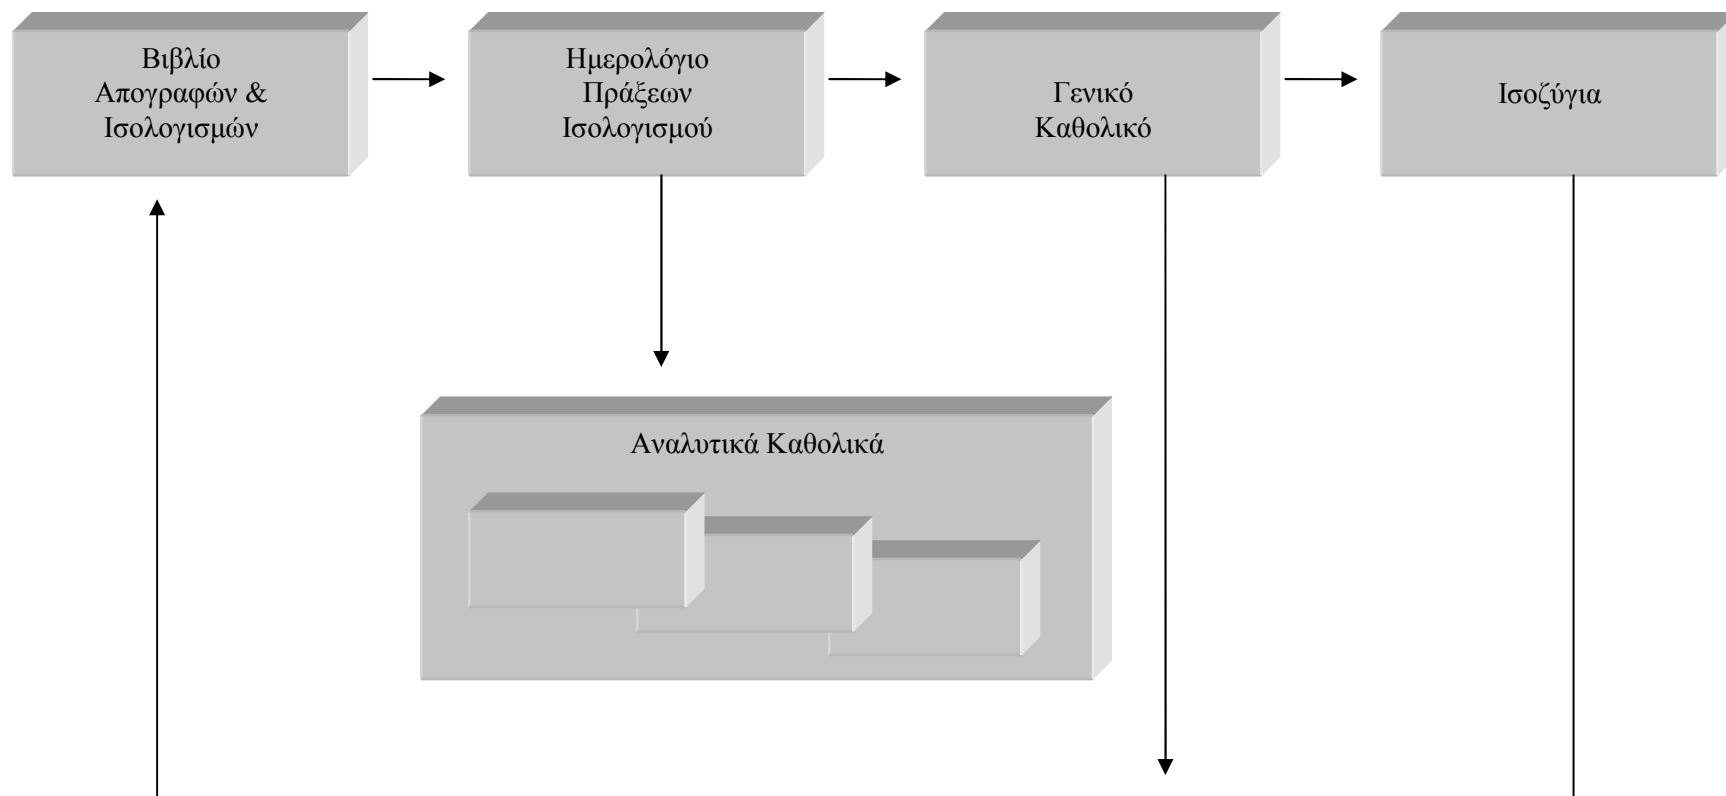 Βιβλίο
Απογραφών &
Ισολογισμών
Ημερολόγιο
Πράξεων
Ισολογισμού
Γενικό
Καθολικό
Ισοζύγια
Αναλυτικά Καθολικά